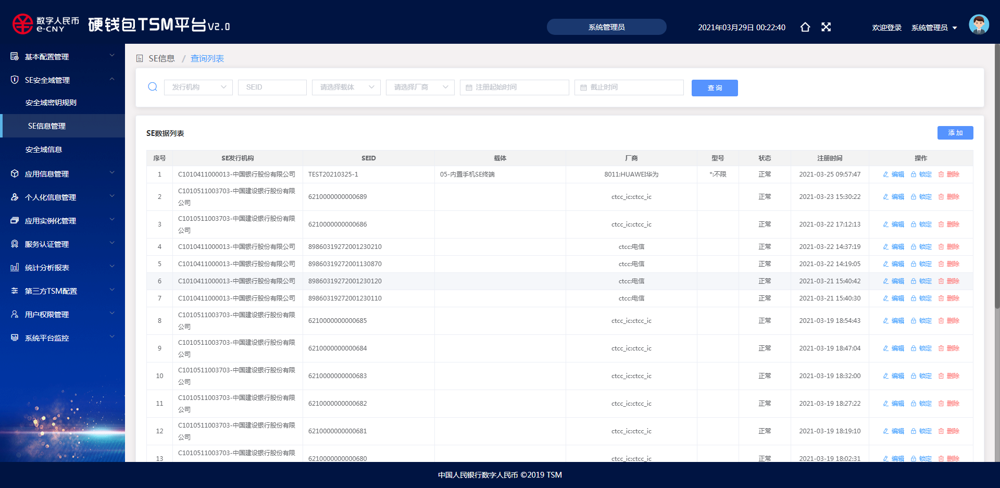 数字人民币
e-CNY
硬钱包TSM平台V2.0
系统管理员
2021年03月29日 00:22:40
欢迎登录 系统管理员
基本配置管理
SE安全域管理
安全域密钥规则
SE信息管理
安全域信息
应用信息管理
个人化信息管理
应用实例化管理
服务认证管理
统计分析报表
第三方TSM配置
用户权限管理
系统平台监控
SE信息 / 查询列表
发行机构 SEID 请选择载体 请选择厂商 注册起始时间 截止时间 查 询
SE数据列表 添 加
序号 SE发行机构 SEID 载体 厂商 型号 状态 注册时间 操作
1 C1010411000013-中国银行股份有限公司 TEST20210325-1 05-内置手机SE终端 8011:HUAWEI华为 *:不限 正常 2021-03-25 09:57:47 编辑 锁定 删除
2 C1010511003703-中国建设银行股份有限公司 6210000000000689 ctcc_ic:ctcc_ic 正常 2021-03-23 15:30:22 编辑 锁定 删除
3 C1010511003703-中国建设银行股份有限公司 6210000000000686 ctcc_ic:ctcc_ic 正常 2021-03-22 17:12:13 编辑 锁定 删除
4 C1010411000013-中国银行股份有限公司 89860319272001230210 ctcc:电信 正常 2021-03-22 14:37:19 编辑 锁定 删除
5 C1010411000013-中国银行股份有限公司 89860319272001130870 ctcc:电信 正常 2021-03-22 14:19:05 编辑 锁定 删除
6 C1010411000013-中国银行股份有限公司 89860319272001230120 ctcc:电信 正常 2021-03-21 15:40:42 编辑 锁定 删除
7 C1010411000013-中国银行股份有限公司 89860319272001230110 ctcc:电信 正常 2021-03-21 15:40:30 编辑 锁定 删除
8 C1010511003703-中国建设银行股份有限公司 6210000000000685 ctcc_ic:ctcc_ic 正常 2021-03-19 18:54:43 编辑 锁定 删除
9 C1010511003703-中国建设银行股份有限公司 6210000000000684 ctcc_ic:ctcc_ic 正常 2021-03-19 18:47:04 编辑 锁定 删除
10 C1010511003703-中国建设银行股份有限公司 6210000000000683 ctcc_ic:ctcc_ic 正常 2021-03-19 18:32:00 编辑 锁定 删除
11 C1010511003703-中国建设银行股份有限公司 6210000000000682 ctcc_ic:ctcc_ic 正常 2021-03-19 18:27:22 编辑 锁定 删除
12 C1010511003703-中国建设银行股份有限公司 6210000000000681 ctcc_ic:ctcc_ic 正常 2021-03-19 18:19:10 编辑 锁定 删除
13 C1010511003703-中国建设银行股份有限 6210000000000680 ctcc_ic:ctcc_ic 正常 2021-03-19 18:02:31 编辑 锁定 删除
中国人民银行数字人民币 ©2019 TSM